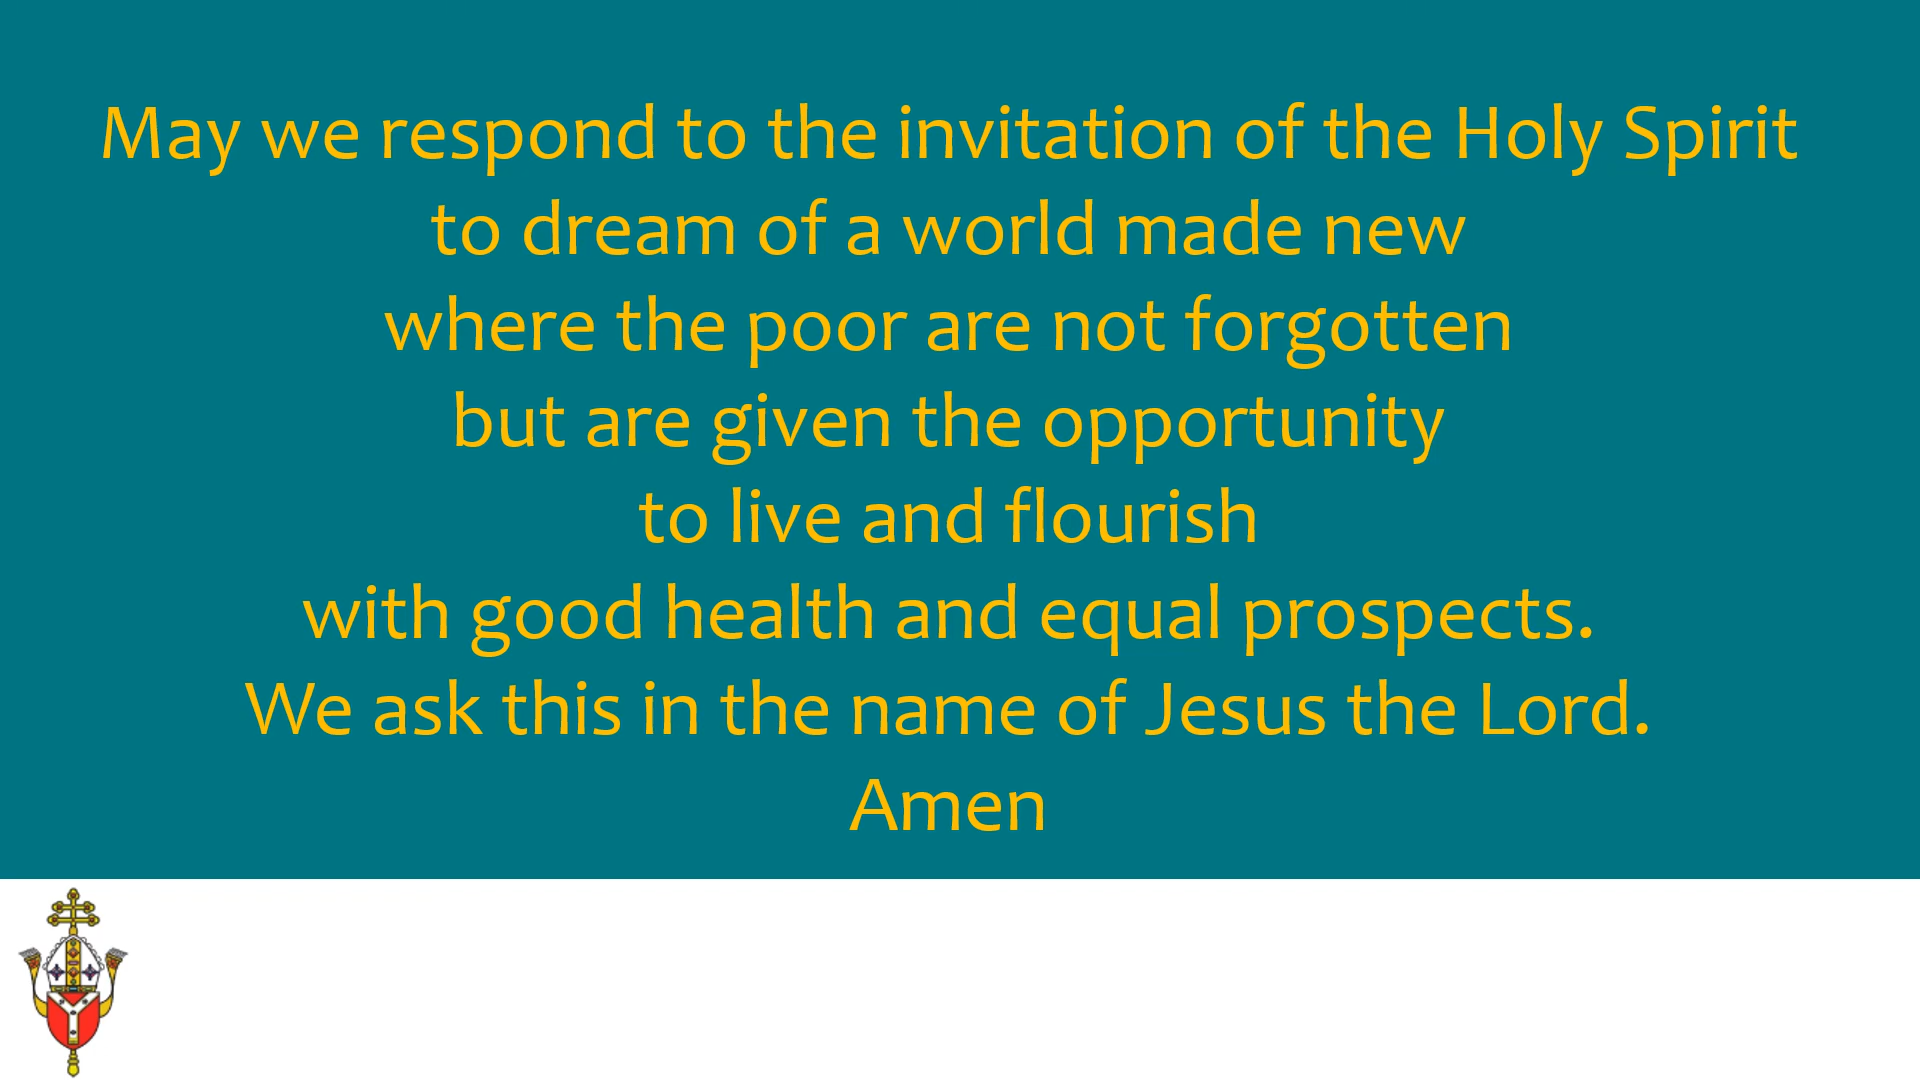 May we respond to the invitation of the Holy Spirit
to dream of a world made new
where the poor are not forgotten
but are given the opportunity
to live and flourish
with good health and equal prospects.
We ask this in the name of Jesus the Lord.
Amen